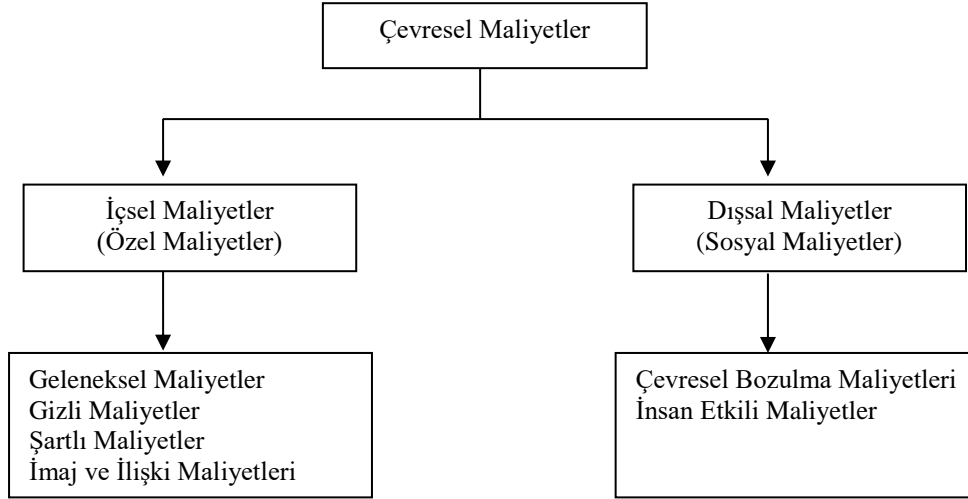 Çevresel Maliyetler
İçsel Maliyetler
(Özel Maliyetler)
Dışsal Maliyetler
(Sosyal Maliyetler)
Geleneksel Maliyetler
Gizli Maliyetler
Şartlı Maliyetler
İmaj ve İlişki Maliyetleri
Çevresel Bozulma Maliyetleri
İnsan Etkili Maliyetler